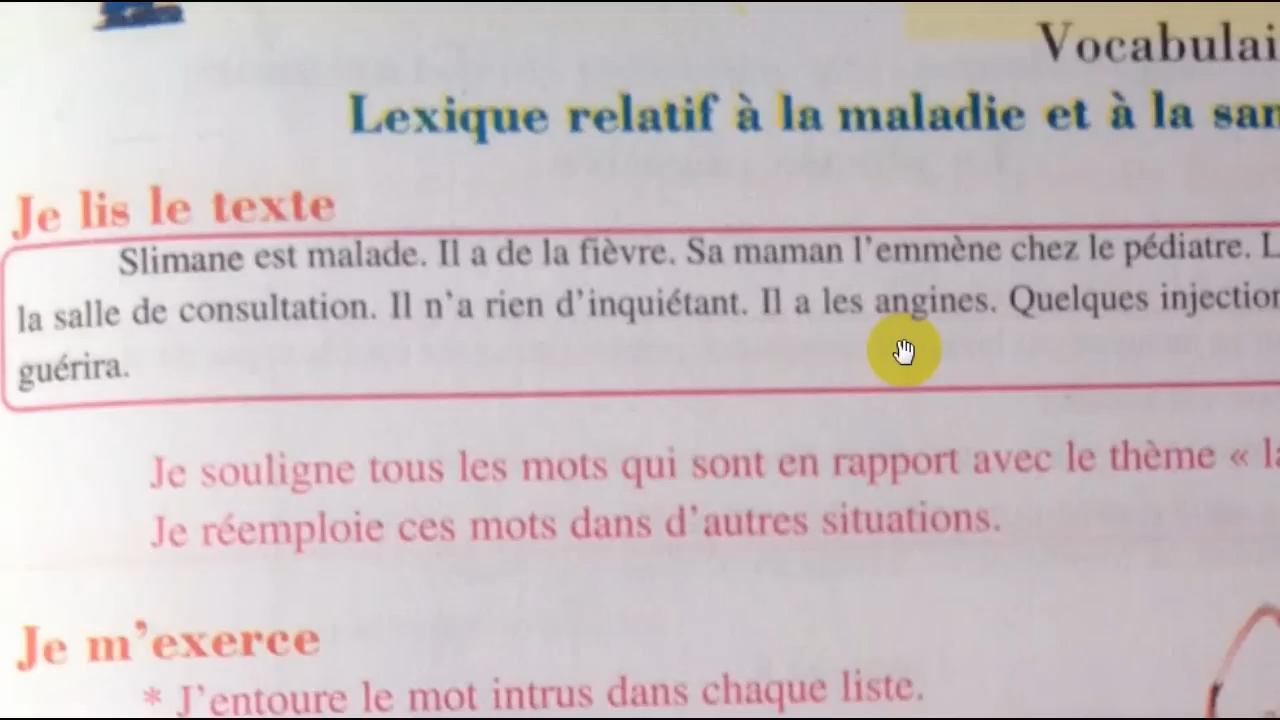 Vocabulai
Lexique relatif à la maladie et à la san
Je lis le texte
Slimane est malade. Il a de la fièvre. Sa maman l’emmène chez le pédiatre. L
la salle de consultation. Il n’a rien d’inquiétant. Il a les angines. Quelques injection
guérira.
Je souligne tous les mots qui sont en rapport avec le thème « la
Je réemploie ces mots dans d’autres situations.
Je m’exerce
* J’entoure le mot intrus dans chaque liste.